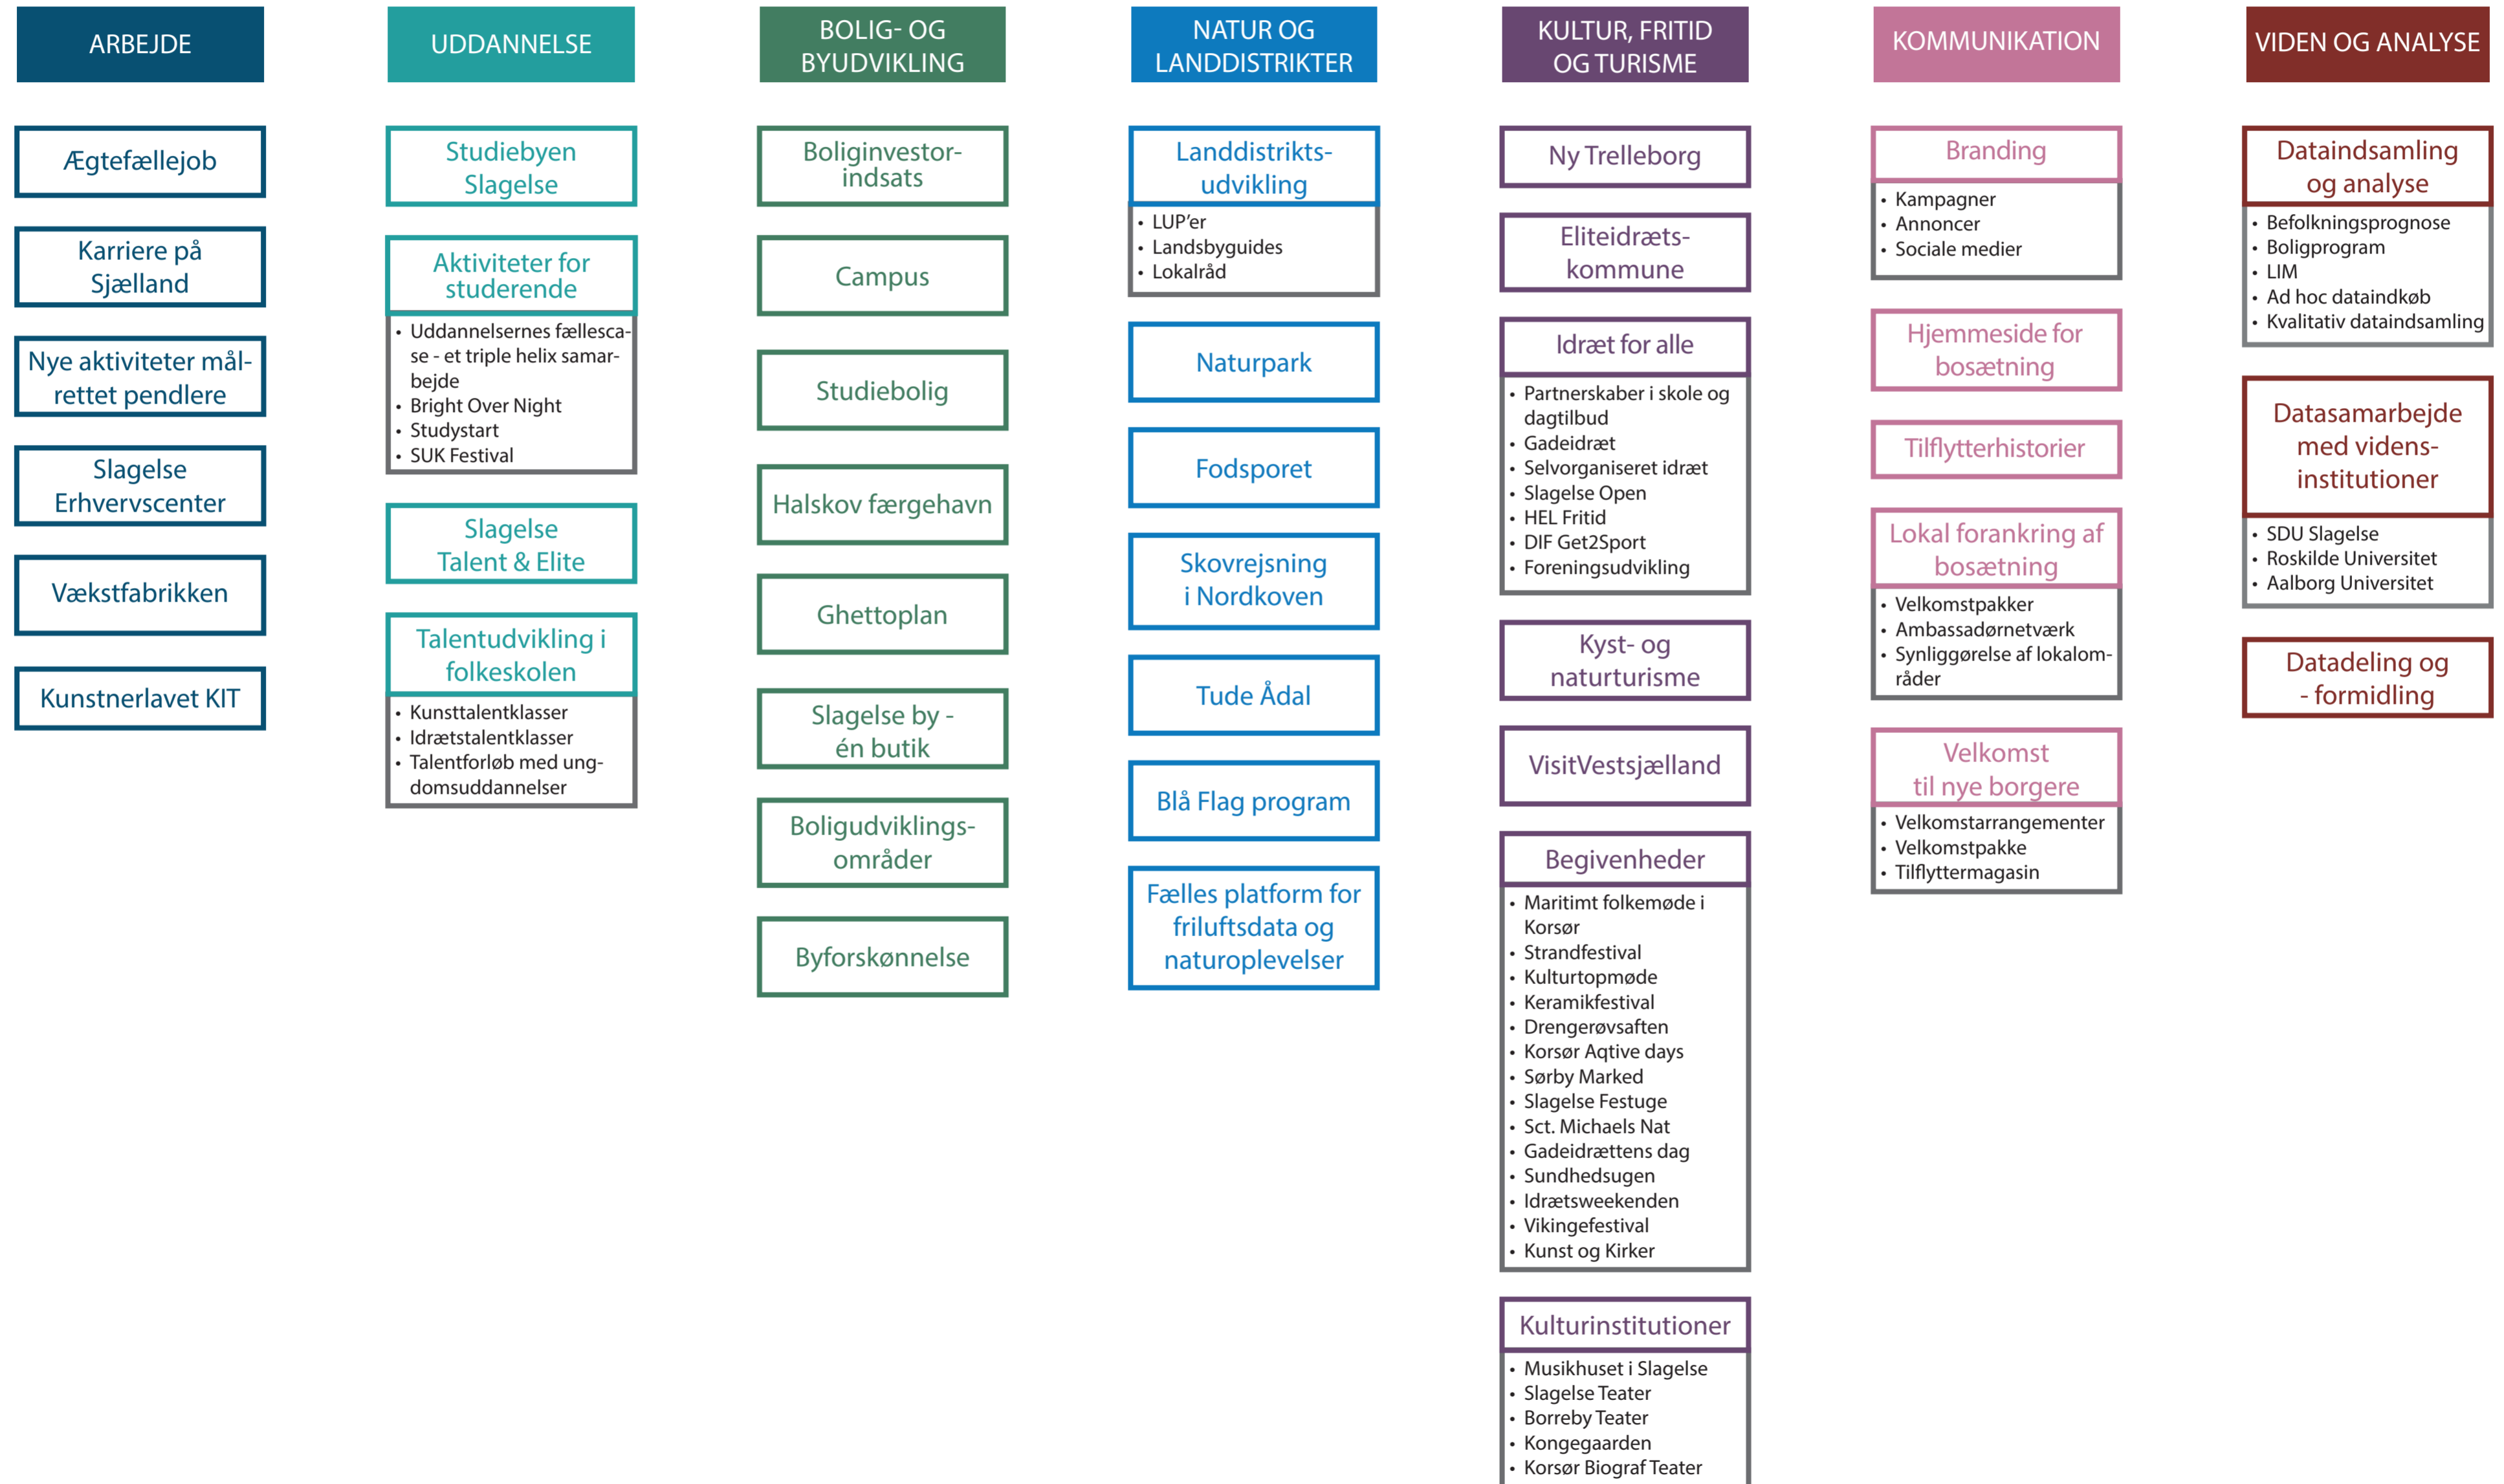 ARBEJDE
Ægtefællejob
Karriere på
Sjælland
Nye aktiviteter mål-
rettet pendlere
Slagelse
Erhvervscenter
Vækstfabrikken
Kunstnerlavet KIT
UDDANNELSE
Studiebyen
Slagelse
Aktiviteter for
studerende
• Uddannelsernes fællesca-
se - et triple helix samar-
bejde
• Bright Over Night
• Studystart
• SUK Festival
Slagelse
Talent & Elite
Talentudvikling i
folkeskolen
• Kunsttalentklasser
• Idrætstalentklasser
• Talentforløb med ung-
domsuddannelser
BOLIG- OG
BYUDVIKLING
Boliginvestor-
indsats
Campus
Studiebolig
Halskov færgehavn
Ghettoplan
Slagelse by -
én butik
Boligudviklings-
områder
Byforskønnelse
NATUR OG
LANDDISTRIKTER
Landdistrikts-
udvikling
• LUP’er
• Landsbyguides
• Lokalråd
Naturpark
Fodsporet
Skovrejsning
i Nordkoven
Tude Ådal
Blå Flag program
Fælles platform for
friluftsdata og
naturoplevelser
KULTUR, FRITID
OG TURISME
Ny Trelleborg
Eliteidræts-
kommune
Idræt for alle
• Partnerskaber i skole og
dagtilbud
• Gadeidræt
• Selvorganiseret idræt
• Slagelse Open
• HEL Fritid
• DIF Get2Sport
• Foreningsudvikling
Kyst- og
naturturisme
VisitVestsjælland
Begivenheder
• Maritimt folkemøde i
Korsør
• Strandfestival
• Kulturtopmøde
• Keramikfestival
• Drengerøvsaften
• Korsør Aqtive days
• Sørby Marked
• Slagelse Festuge
• Sct. Michaels Nat
• Gadeidrættens dag
• Sundhedsugen
• Idrætsweekenden
• Vikingefestival
• Kunst og Kirker
Kulturinstitutioner
• Musikhuset i Slagelse
• Slagelse Teater
• Borreby Teater
• Kongegaarden
• Korsør Biograf Teater
KOMMUNIKATION
Branding
• Kampagner
• Annoncer
• Sociale medier
Hjemmeside for
bosætning
Tilflytterhistorier
Lokal forankring af
bosætning
• Velkomstpakker
• Ambassadørnetværk
• Synliggørelse af lokalom-
råder
Velkomst
til nye borgere
• Velkomstarrangementer
• Velkomstpakke
• Tilflyttermagasin
VIDEN OG ANALYSE
Dataindsamling
og analyse
• Befolkningsprognose
• Boligprogram
• LIM
• Ad hoc dataindkøb
• Kvalitativ dataindsamling
Datasamarbejde
med videns-
institutioner
• SDU Slagelse
• Roskilde Universitet
• Aalborg Universitet
Datadeling og
- formidling